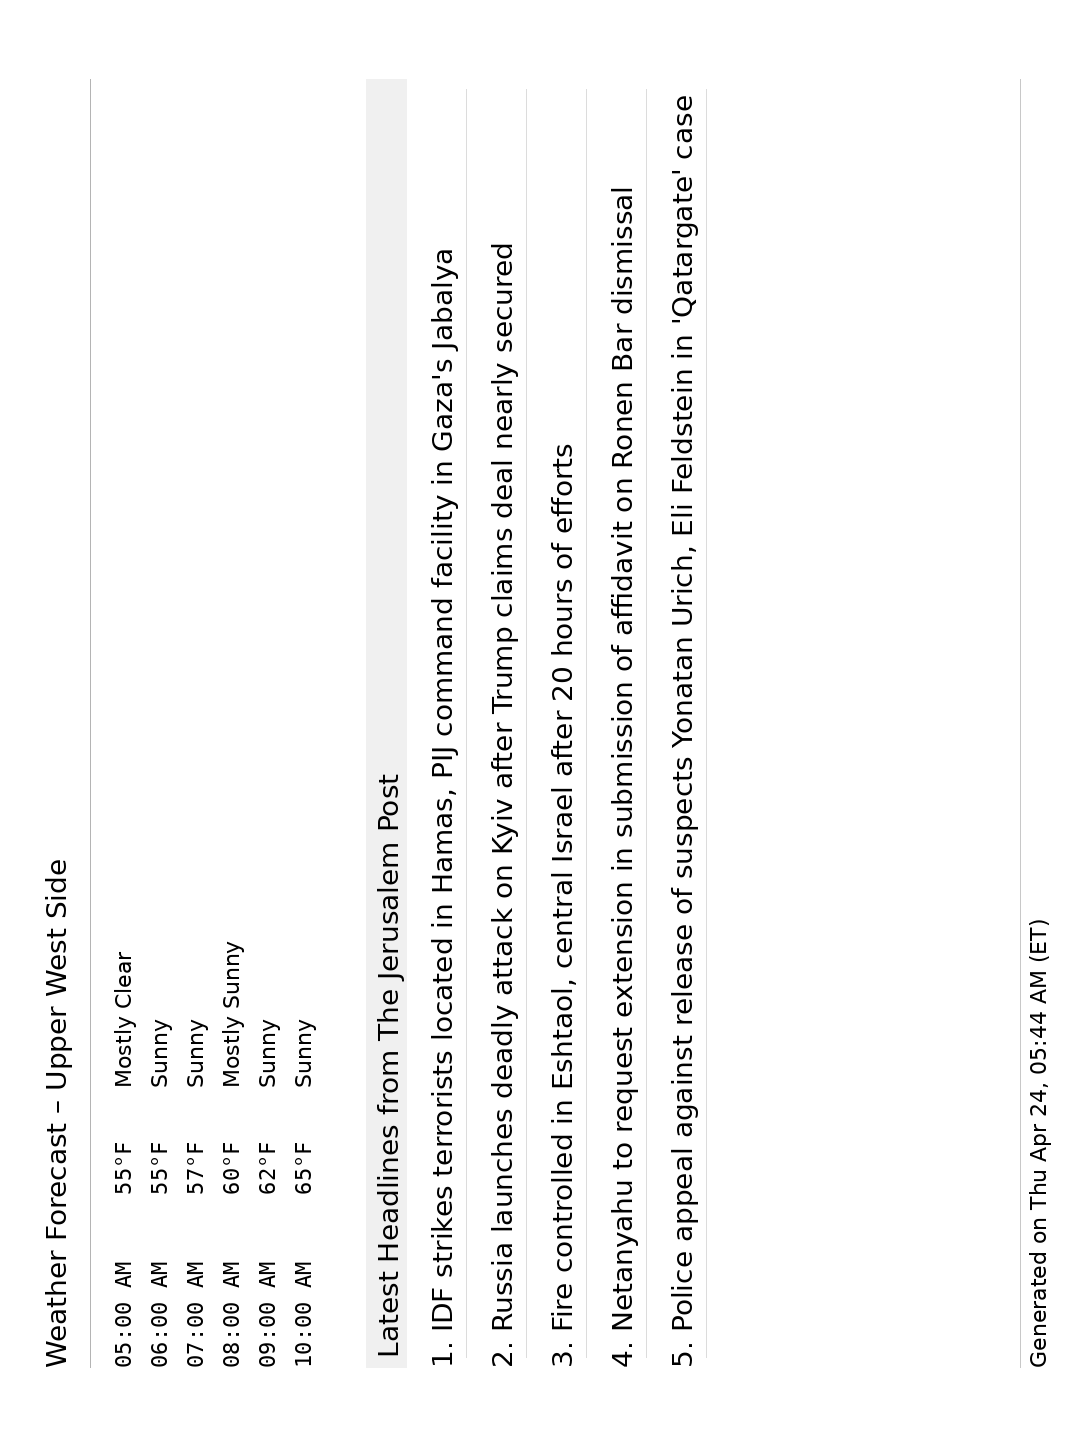 Weather Forecast – Upper West Side
05:00 AM 55°F Mostly Clear
06:00 AM 55°F Sunny
07:00 AM 57°F Sunny
08:00 AM 60°F Mostly Sunny
09:00 AM 62°F Sunny
10:00 AM 65°F Sunny
Latest Headlines from The Jerusalem Post
1. IDF strikes terrorists located in Hamas, PIJ command facility in Gaza's Jabalya
2. Russia launches deadly attack on Kyiv after Trump claims deal nearly secured
3. Fire controlled in Eshtaol, central Israel after 20 hours of efforts
4. Netanyahu to request extension in submission of affidavit on Ronen Bar dismissal
5. Police appeal against release of suspects Yonatan Urich, Eli Feldstein in 'Qatargate' case
Generated on Thu Apr 24, 05:44 AM (ET)